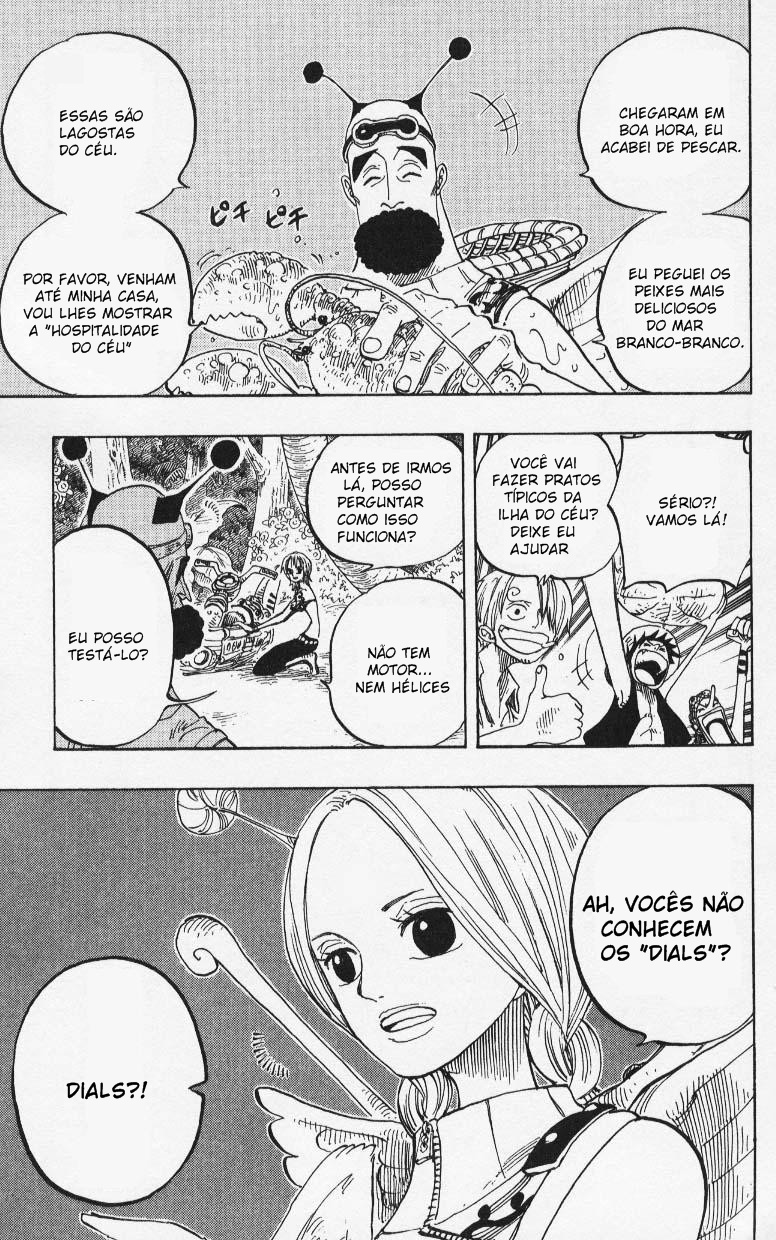 CHEGARAM EM
BOA HORA, EU
ACABEI DE PESCAR.
EU PEGUEI OS
PEIXES MAIS
DELICIOSOS
DO MAR
BRANCO-BRANCO.
ピチ ピチ
ESSAS SÃO
LAGOSTAS
DO CÉU.
POR FAVOR, VENHAM
ATÉ MINHA CASA,
VOU LHES MOSTRAR
A "HOSPITALIDADE
DO CÉU"
SÉRIO?!
VAMOS LÁ!
VOCÊ VAI
FAZER PRATOS
TÍPICOS DA
ILHA DO CÉU?
DEIXE EU
AJUDAR
ANTES DE IRMOS
LÁ, POSSO
PERGUNTAR
COMO ISSO
FUNCIONA?
NÃO TEM
MOTOR...
NEM HÉLICES
EU POSSO
TESTÁ-LO?
AH, VOCÊS NÃO
CONHECEM
OS "DIALS"?
DIALS?!